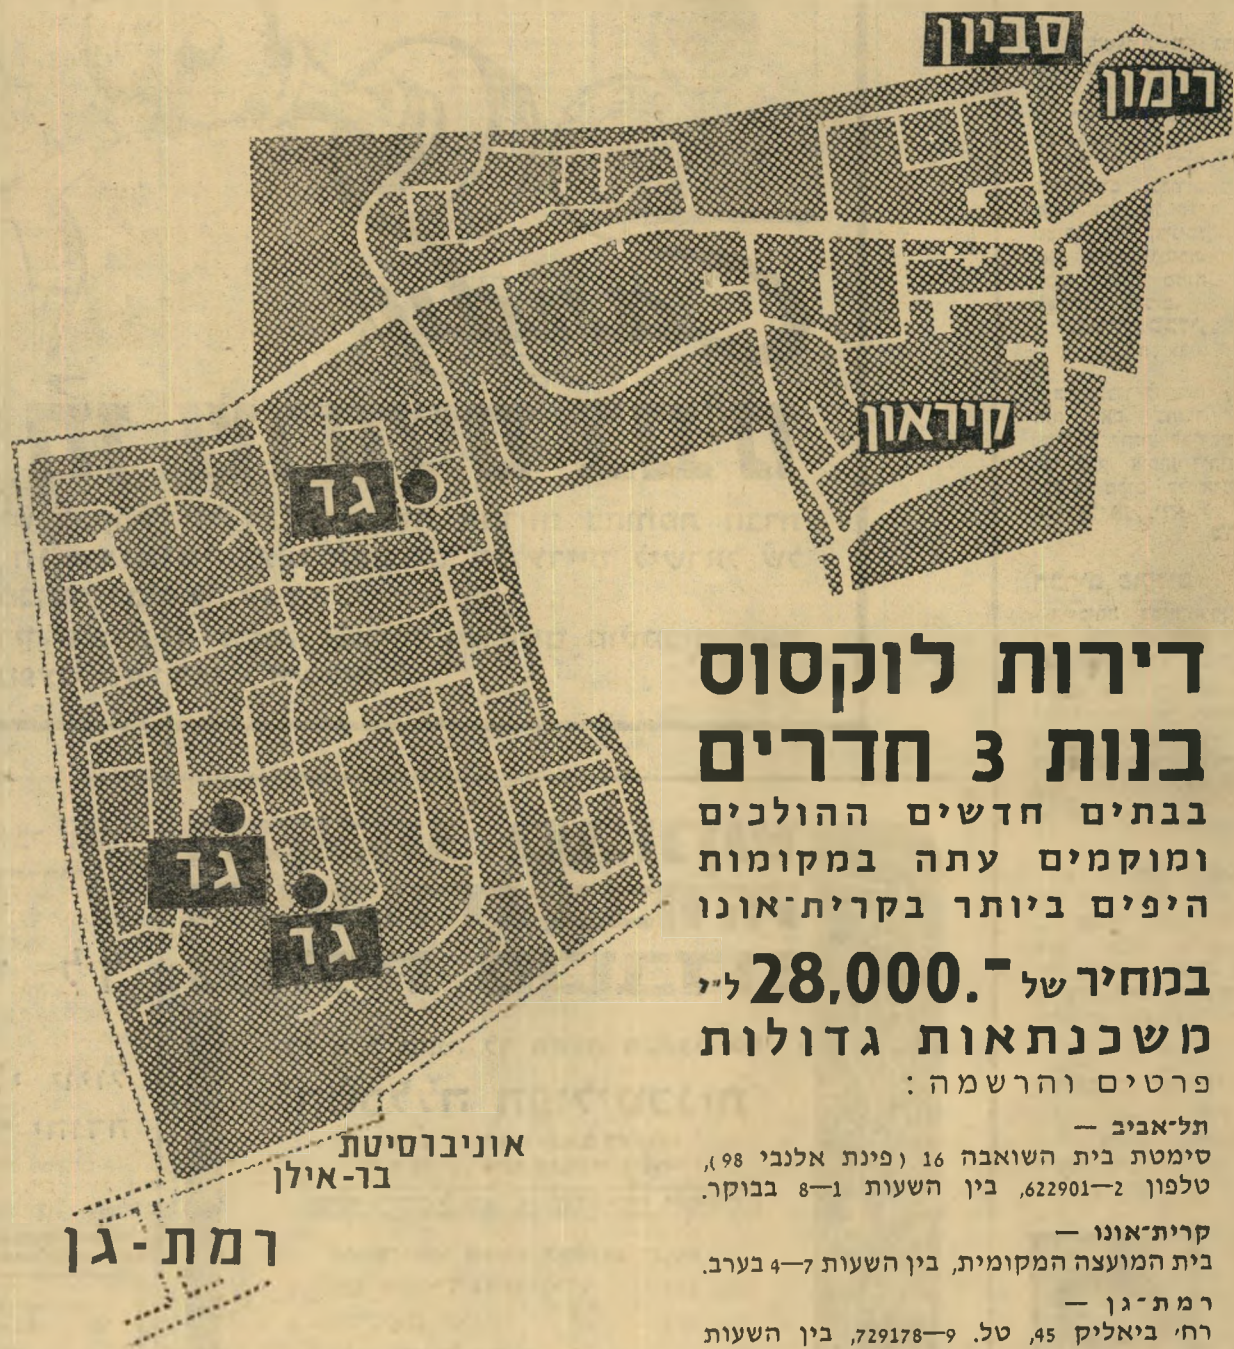 סביון
רימון
קיראון
גד
גד
גד
אוניברסיטת
בר-אילן
רמת-גן
דירות לוקסוס
בנות 3 חדרים
בבתים חדשים ההולכים
ומוקמים עתה במקומות
היפים ביותר בקרית־אונו
במחיר של 28,000.- ל"י
משכנתאות גדולות
פרטים והרשמה:
תל־אביב —
סימטת בית השואבה 16 (פינת אלנבי 98),
טלפון 2—622901, בין השעות 1—8 בבוקר.
קרית־אונו —
בית המועצה המקומית, בין השעות 7—4 בערב.
רמת־גן —
רח' ביאליק 45, טל. 9—729178, בין השעות